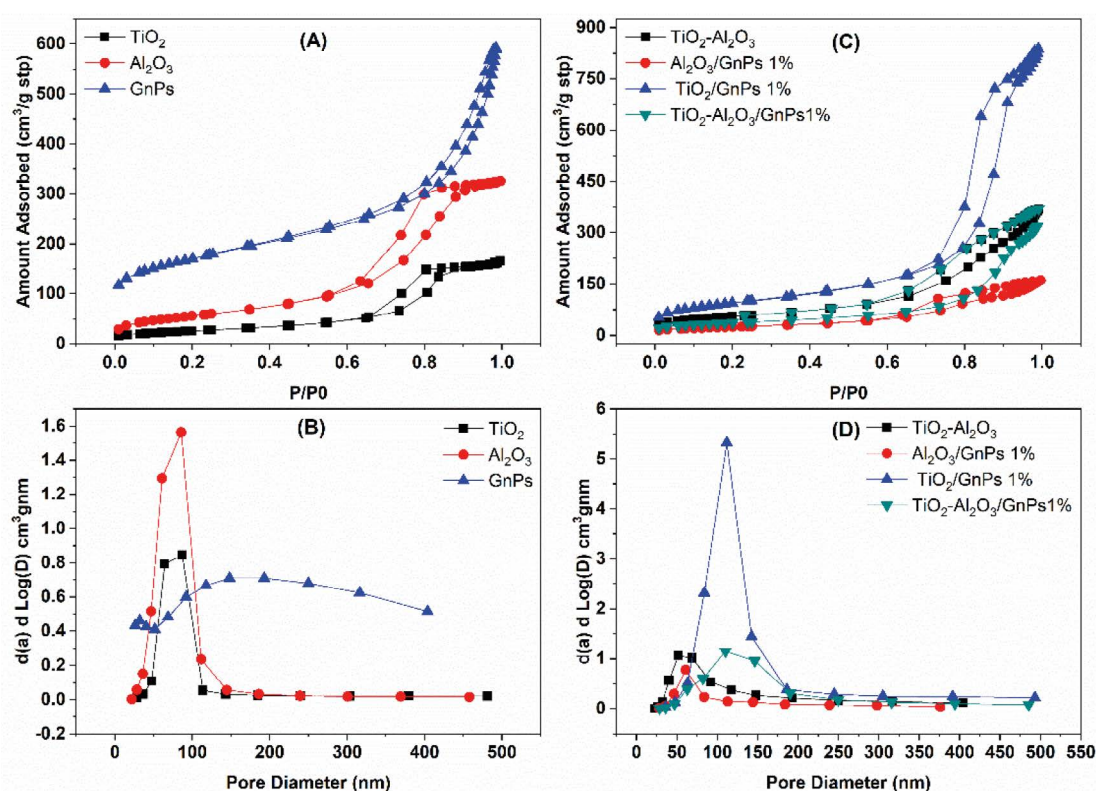 (A)
TiO₂
Al₂O₃
GnPs
Amount Adsorbed (cm³/g stp)
600
500
400
300
200
100
0
0.0 0.2 0.4 0.6 0.8 1.0
P/P0
(C)
TiO₂-Al₂O₃
Al₂O₃/GnPs 1%
TiO₂/GnPs 1%
TiO₂-Al₂O₃/GnPs1%
Amount Adsorbed (cm³/g stp)
900
750
600
450
300
150
0
0.0 0.2 0.4 0.6 0.8 1.0
P/P0
(B)
TiO₂
Al₂O₃
GnPs
d(a) d Log(D) cm³gnm
1.6
1.4
1.2
1.0
0.8
0.6
0.4
0.2
0.0
-0.2
0 100 200 300 400 500
Pore Diameter (nm)
(D)
TiO₂-Al₂O₃
Al₂O₃/GnPs 1%
TiO₂/GnPs 1%
TiO₂-Al₂O₃/GnPs1%
d(a) d Log(D) cm³gnm
6
5
4
3
2
1
0
0 50 100 150 200 250 300 350 400 450 500 550
Pore Diameter (nm)